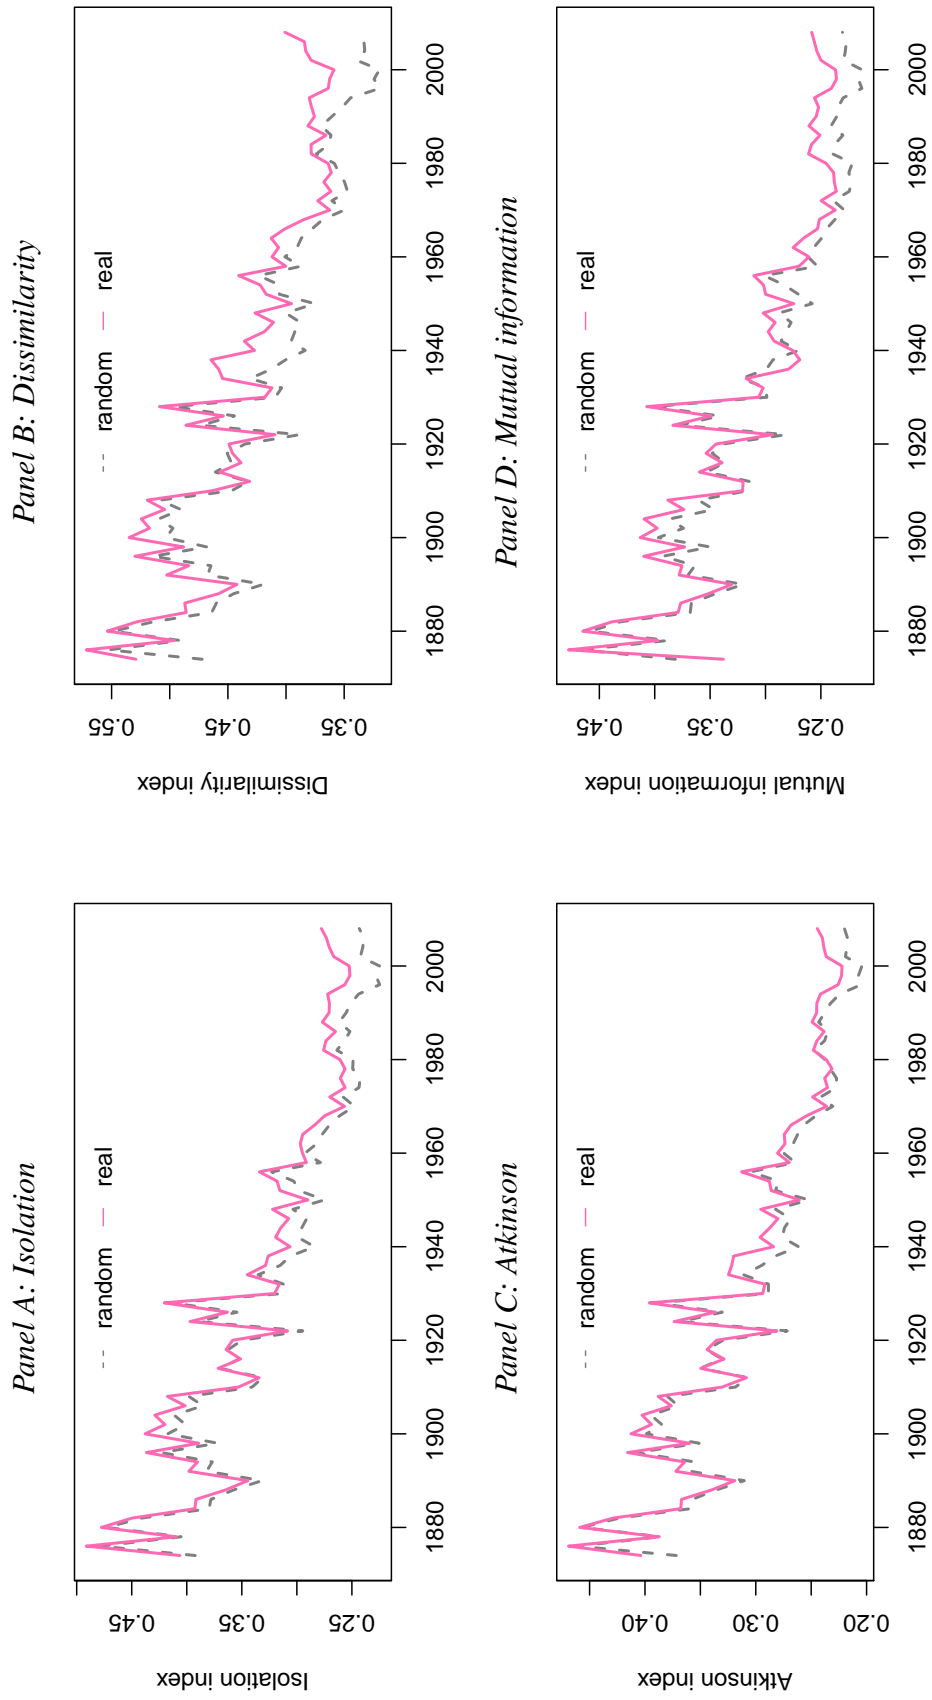 Panel A: Isolation
random real
Isolation index
0.25 0.35 0.45
1880 1900 1920 1940 1960 1980 2000
Panel B: Dissimilarity
random real
Dissimilarity index
0.35 0.45 0.55
1880 1900 1920 1940 1960 1980 2000
Panel C: Atkinson
random real
Atkinson index
0.20 0.30 0.40
1880 1900 1920 1940 1960 1980 2000
Panel D: Mutual information
random real
Mutual information index
0.25 0.35 0.45
1880 1900 1920 1940 1960 1980 2000